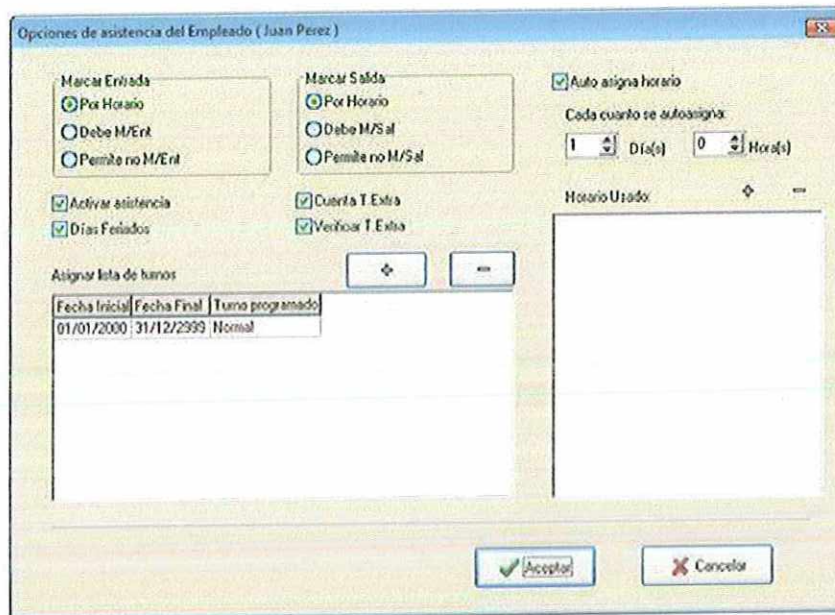 Opciones de asistencia del Empleado ( Juan Perez )
Marcar Entrada
Por Horario
Debe M/Ent
Permite no M/Ent
Marcar Salida
Por Horario
Debe M/Sal
Permite no M/Sal
Auto asigna horario
Cada cuanto se autoasigna:
1 Día(s) 0 Hora(s)
Activar asistencia
Días Feriados
Cuenta T.Extra
Verificar T.Extra
Horario Usado:
Asignar lista de turnos
Fecha Inicial Fecha Final Turno programado
01/01/2000 31/12/2999 Normal
Aceptar
Cancelar